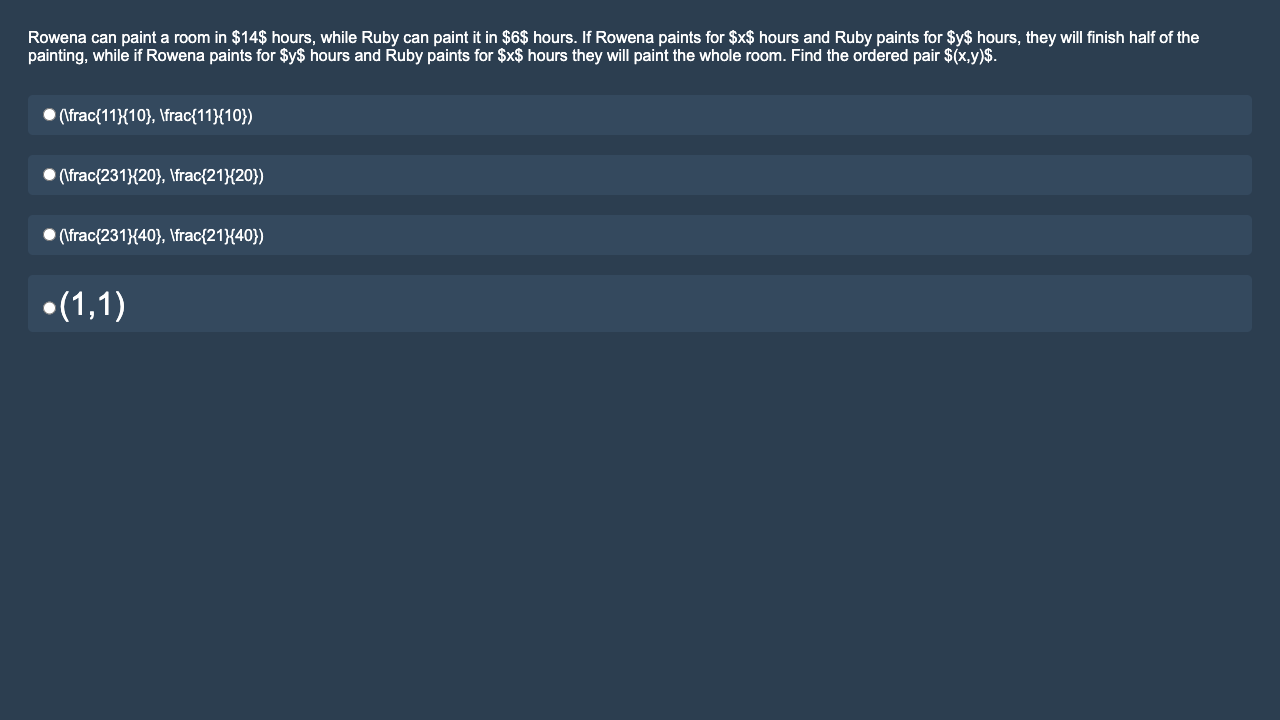 Rowena can paint a room in $14$ hours, while Ruby can paint it in $6$ hours. If Rowena paints for $x$ hours and Ruby paints for $y$ hours, they will finish half of the
painting, while if Rowena paints for $y$ hours and Ruby paints for $x$ hours they will paint the whole room. Find the ordered pair $(x,y)$.
(\frac{11}{10}, \frac{11}{10})
(\frac{231}{20}, \frac{21}{20})
(\frac{231}{40}, \frac{21}{40})
(1,1)